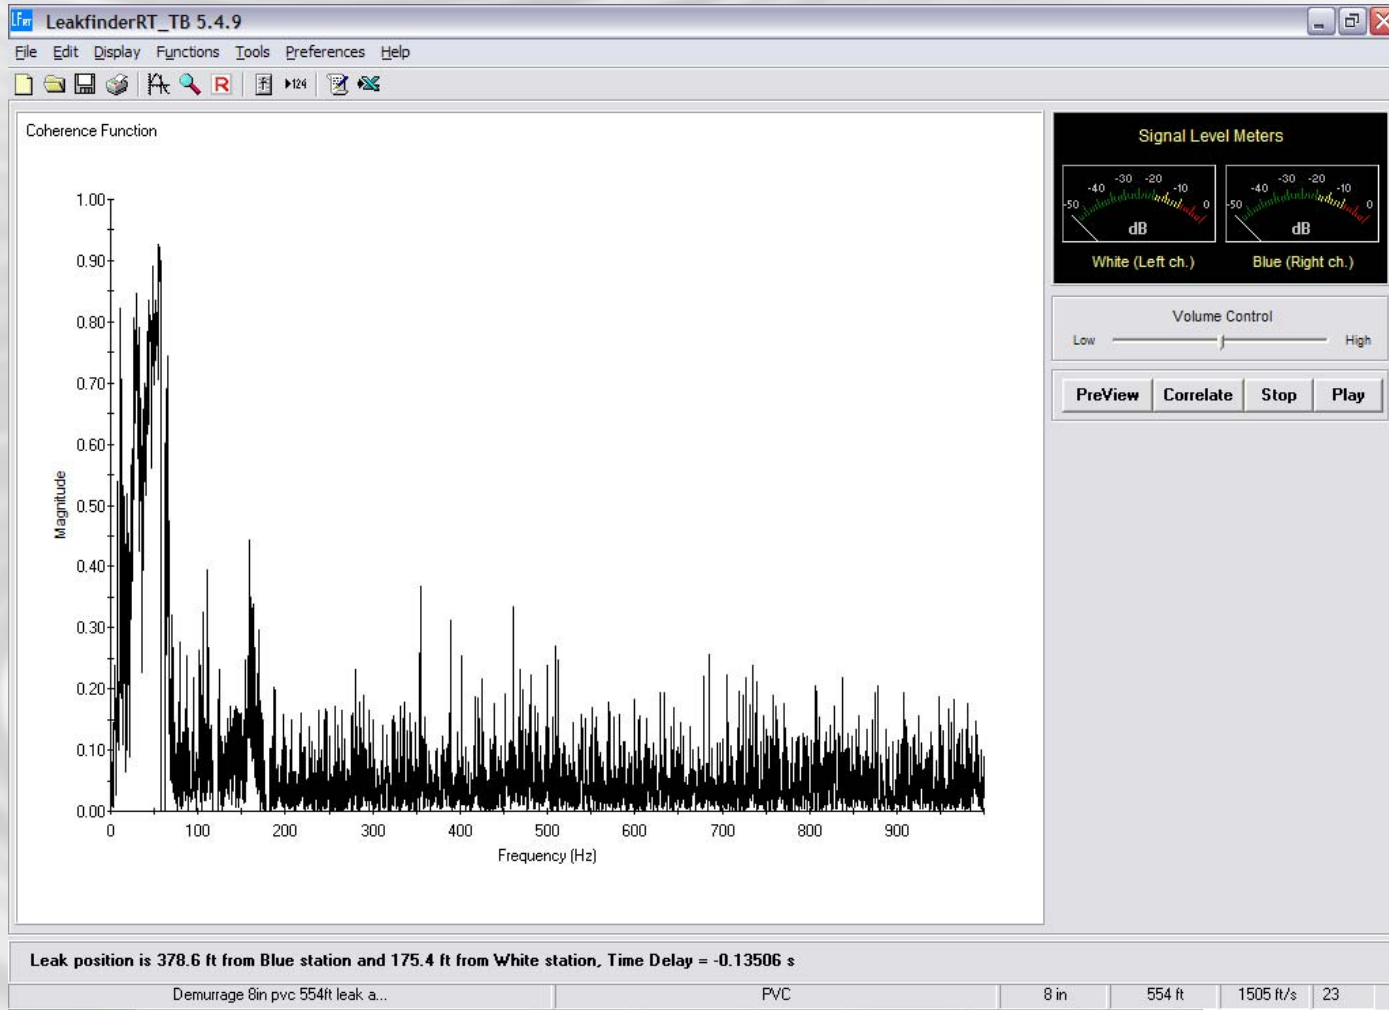 LFRT LeakfinderRT_TB 5.4.9
File Edit Display Functions Tools Preferences Help
R 124
Coherence Function
Signal Level Meters
-50 -40 -30 -20 -10 0 -50 -40 -30 -20 -10 0
dB dB
White (Left ch.) Blue (Right ch.)
Volume Control
Low High
PreView Correlate Stop Play
1.00
0.90
0.80
0.70
0.60
0.50
0.40
0.30
0.20
0.10
0.00
Magnitude
0 100 200 300 400 500 600 700 800 900
Frequency (Hz)
Leak position is 378.6 ft from Blue station and 175.4 ft from White station, Time Delay = -0.13506 s
Demurrage 8in pvc 554ft leak a... PVC 8 in 554 ft 1505 ft/s 23